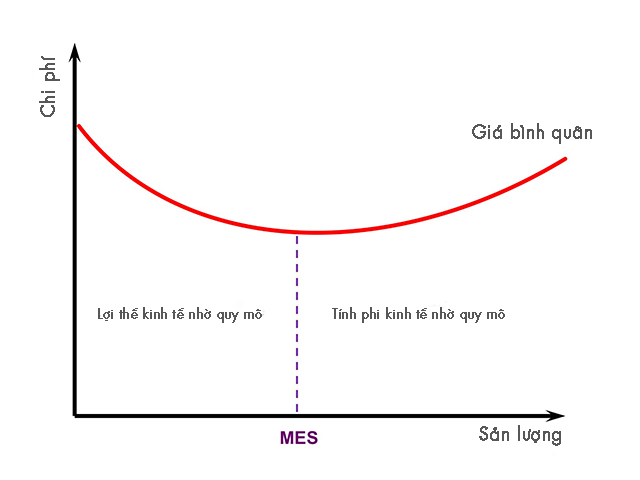 Chi phí
Giá bình quân
Lợi thế kinh tế nhờ quy mô
Tính phi kinh tế nhờ quy mô
MES
Sản lượng